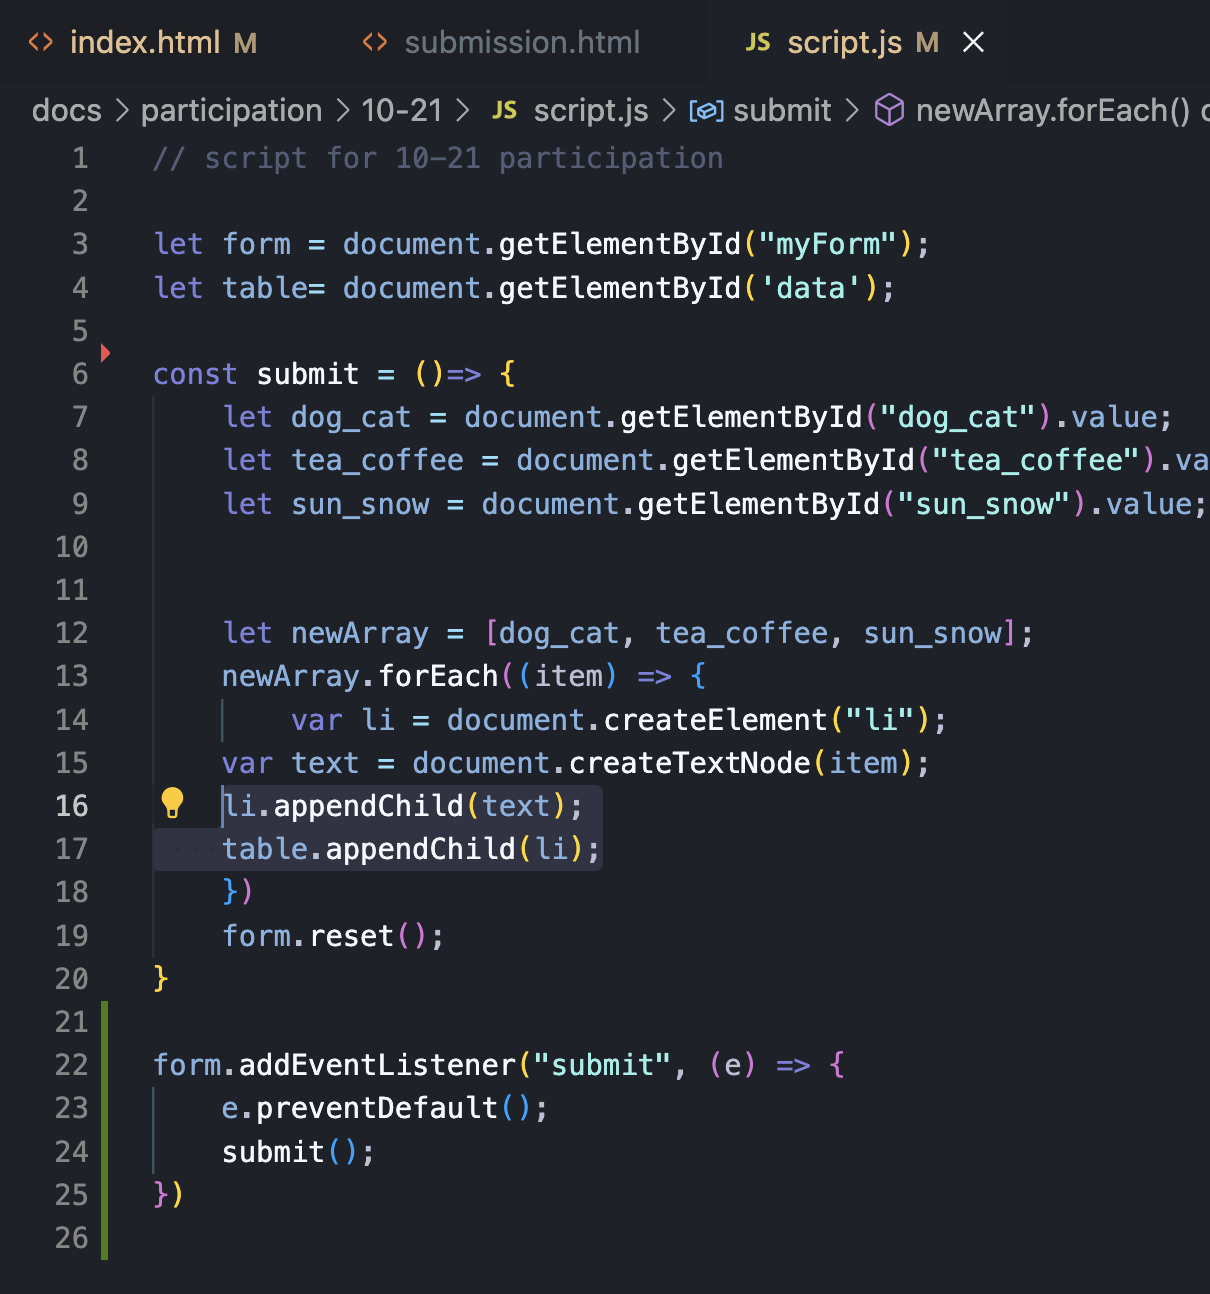 index.html M submission.html JS script.js M
docs > participation > 10-21 > JS script.js > submit > newArray.forEach()
1 // script for 10-21 participation
2
3 let form = document.getElementById("myForm");
4 let table= document.getElementById('data');
5
6 const submit = ()=> {
7 let dog_cat = document.getElementById("dog_cat").value;
8 let tea_coffee = document.getElementById("tea_coffee").va
9 let sun_snow = document.getElementById("sun_snow").value;
10
11
12 let newArray = [dog_cat, tea_coffee, sun_snow];
13 newArray.forEach((item) => {
14 var li = document.createElement("li");
15 var text = document.createTextNode(item);
16 li.appendChild(text);
17 table.appendChild(li);
18 })
19 form.reset();
20 }
21
22 form.addEventListener("submit", (e) => {
23 e.preventDefault();
24 submit();
25 })
26